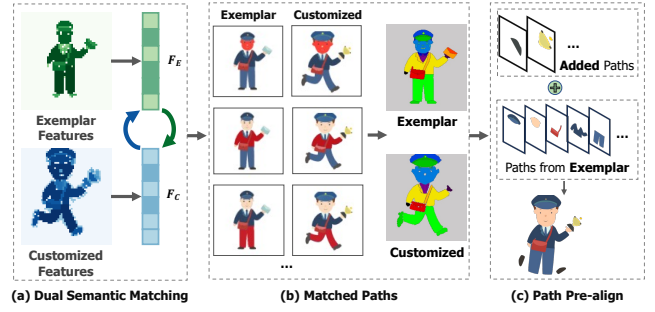 Exemplar
Features
F_E
F_C
Customized
Features
(a) Dual Semantic Matching
Exemplar Customized
...
Exemplar
Customized
(b) Matched Paths
...
Added Paths
...
Paths from Exemplar
(c) Path Pre-align